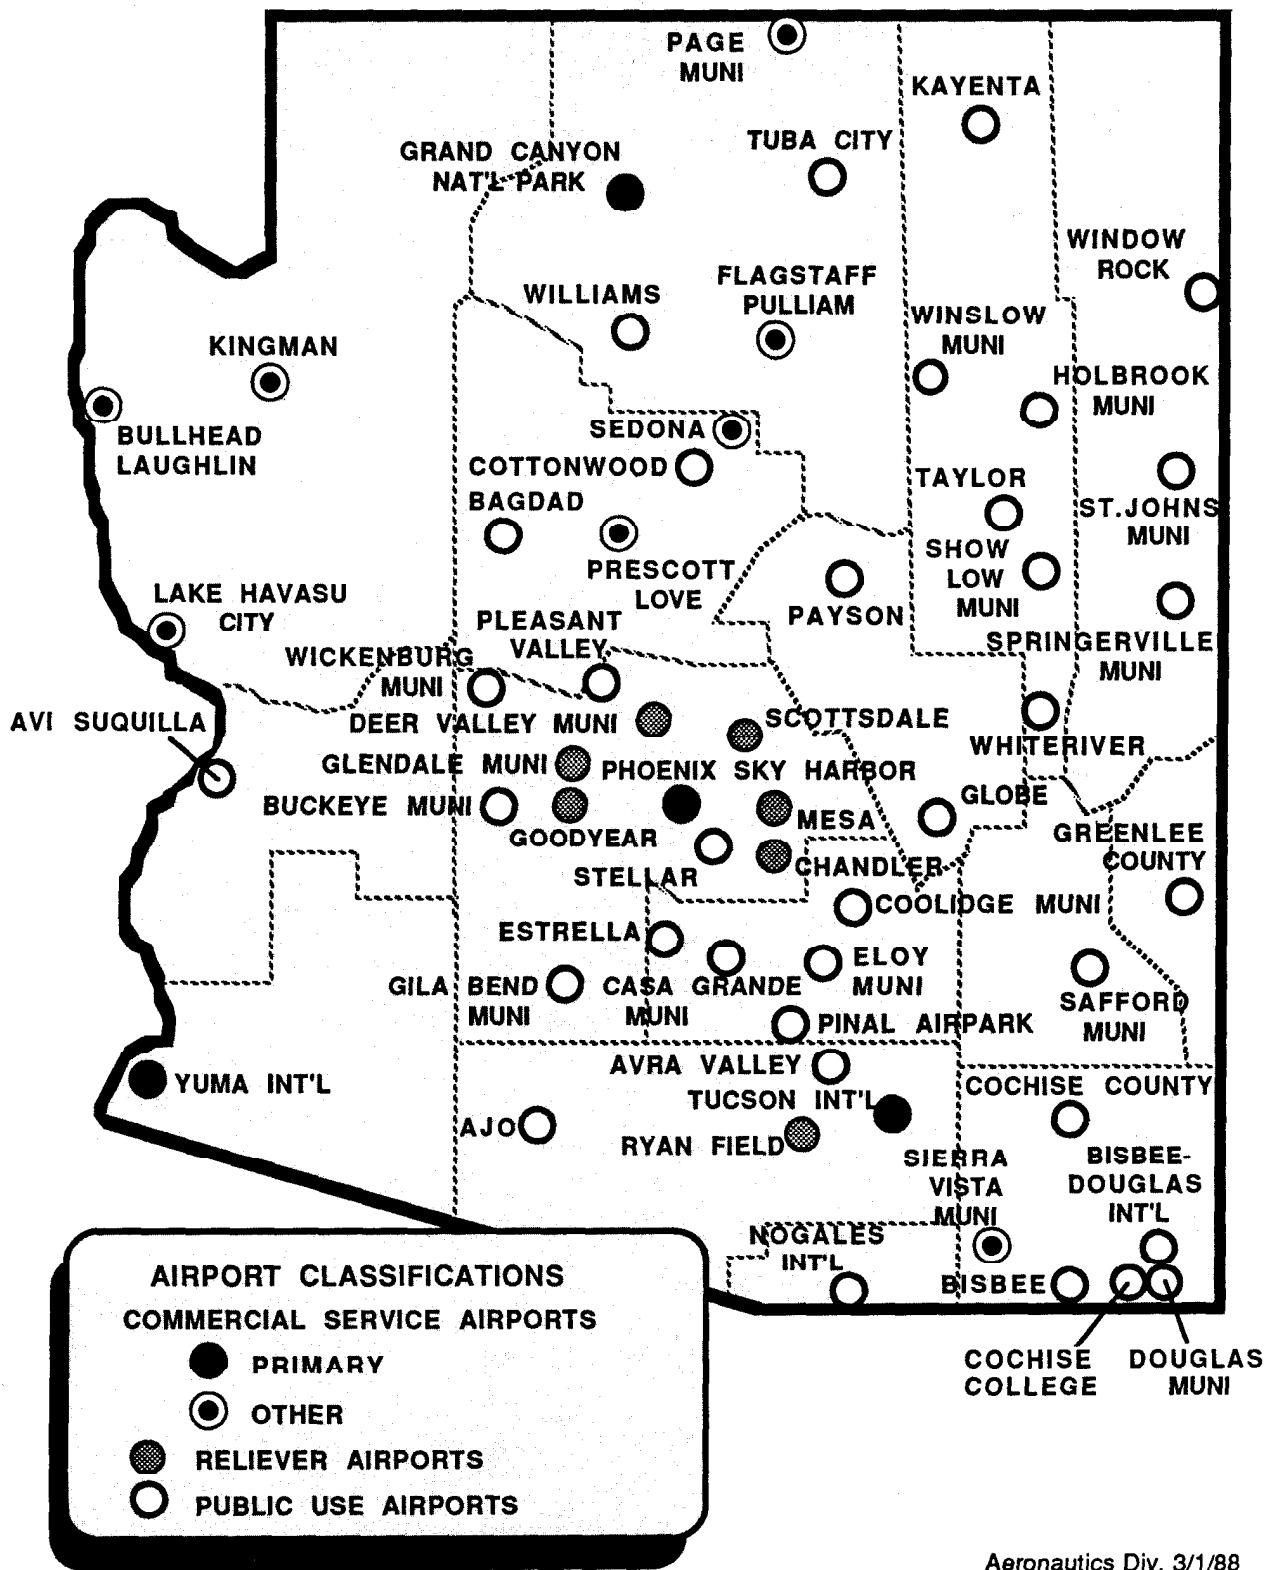 PAGE
MUNI
KAYENTA
TUBA CITY
GRAND CANYON
NAT'L PARK
WINDOW
ROCK
FLAGSTAFF
PULLIAM
WILLIAMS
WINSLOW
MUNI
KINGMAN
HOLBROOK
MUNI
BULLHEAD
LAUGHLIN
SEDONA
COTTONWOOD
BAGDAD
TAYLOR
ST.JOHNS
MUNI
PRESCOTT
LOVE
SHOW
LOW
MUNI
LAKE HAVASU
CITY
PAYSON
PLEASANT
VALLEY
SPRINGERVILLE
MUNI
WICKENBURG
MUNI
AVI SUQUILLA
DEER VALLEY MUNI
SCOTTSDALE
WHITERIVER
GLENDALE MUNI
PHOENIX SKY HARBOR
BUCKEYE MUNI
GLOBE
GOODYEAR
MESA
GREENLEE
COUNTY
STELLAR
CHANDLER
COOLIDGE MUNI
ESTRELLA
ELOY
MUNI
GILA BEND
MUNI
CASA GRANDE
MUNI
SAFFORD
MUNI
PINAL AIRPARK
AVRA VALLEY
YUMA INT'L
COCHISE COUNTY
TUCSON INT'L
AJO
RYAN FIELD
SIERRA
VISTA
MUNI
BISBEE-
DOUGLAS
INT'L
NOGALES
INT'L
BISBEE
COCHISE
COLLEGE
DOUGLAS
MUNI
AIRPORT CLASSIFICATIONS
COMMERCIAL SERVICE AIRPORTS
PRIMARY
OTHER
RELIEVER AIRPORTS
PUBLIC USE AIRPORTS
Aeronautics Div. 3/1/88